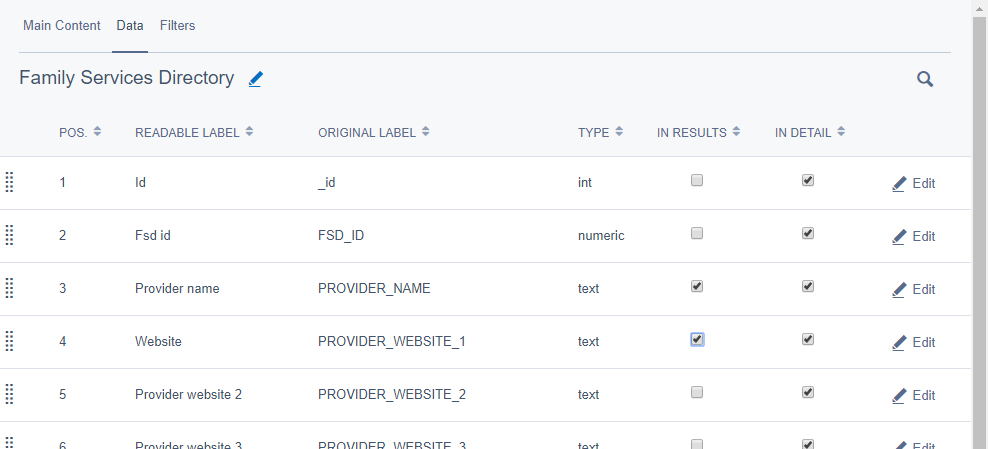 Main Content Data Filters
Family Services Directory
POS. READABLE LABEL ORIGINAL LABEL TYPE IN RESULTS IN DETAIL
1 Id _id int Edit
2 Fsd id FSD_ID numeric Edit
3 Provider name PROVIDER_NAME text Edit
4 Website PROVIDER_WEBSITE_1 text Edit
5 Provider website 2 PROVIDER_WEBSITE_2 text Edit
6 Provider website 3 PROVIDER_WEBSITE_3 text Edit